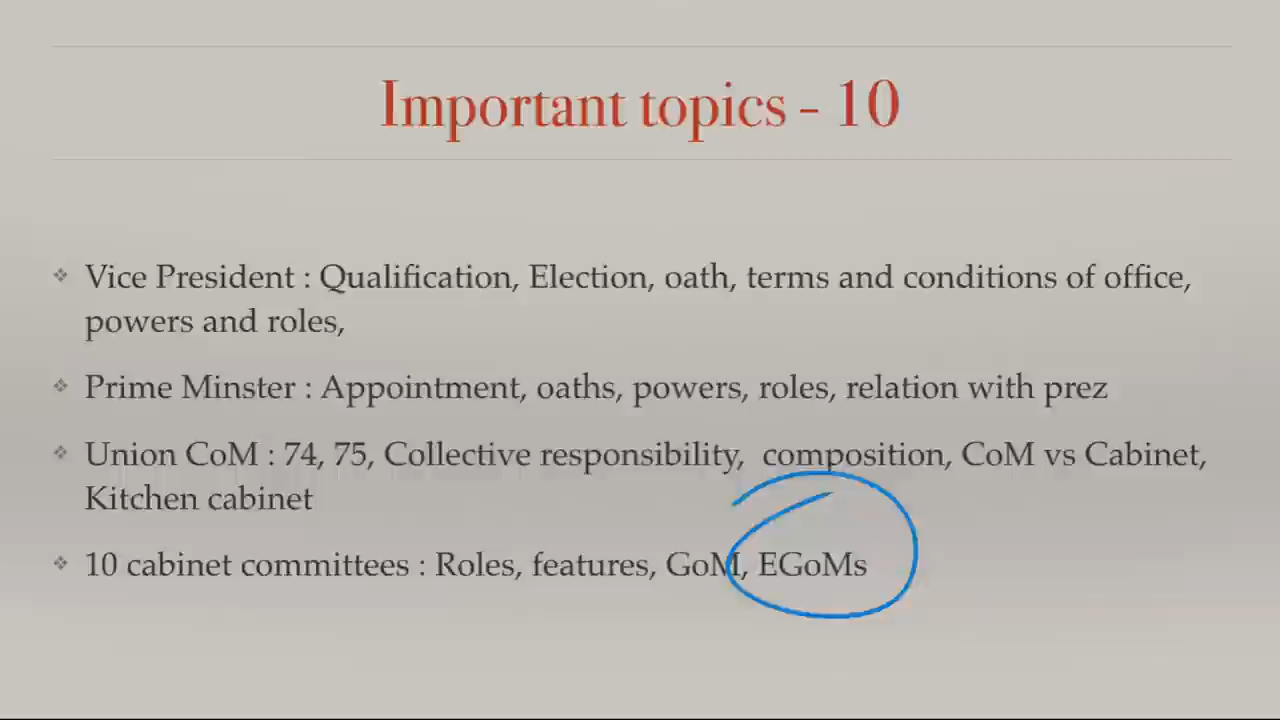 Important topics - 10
Vice President : Qualification, Election, oath, terms and conditions of office,
powers and roles,
Prime Minster : Appointment, oaths, powers, roles, relation with prez
Union CoM : 74, 75, Collective responsibility, composition, CoM vs Cabinet,
Kitchen cabinet
10 cabinet committees : Roles, features, GoM, EGoMs